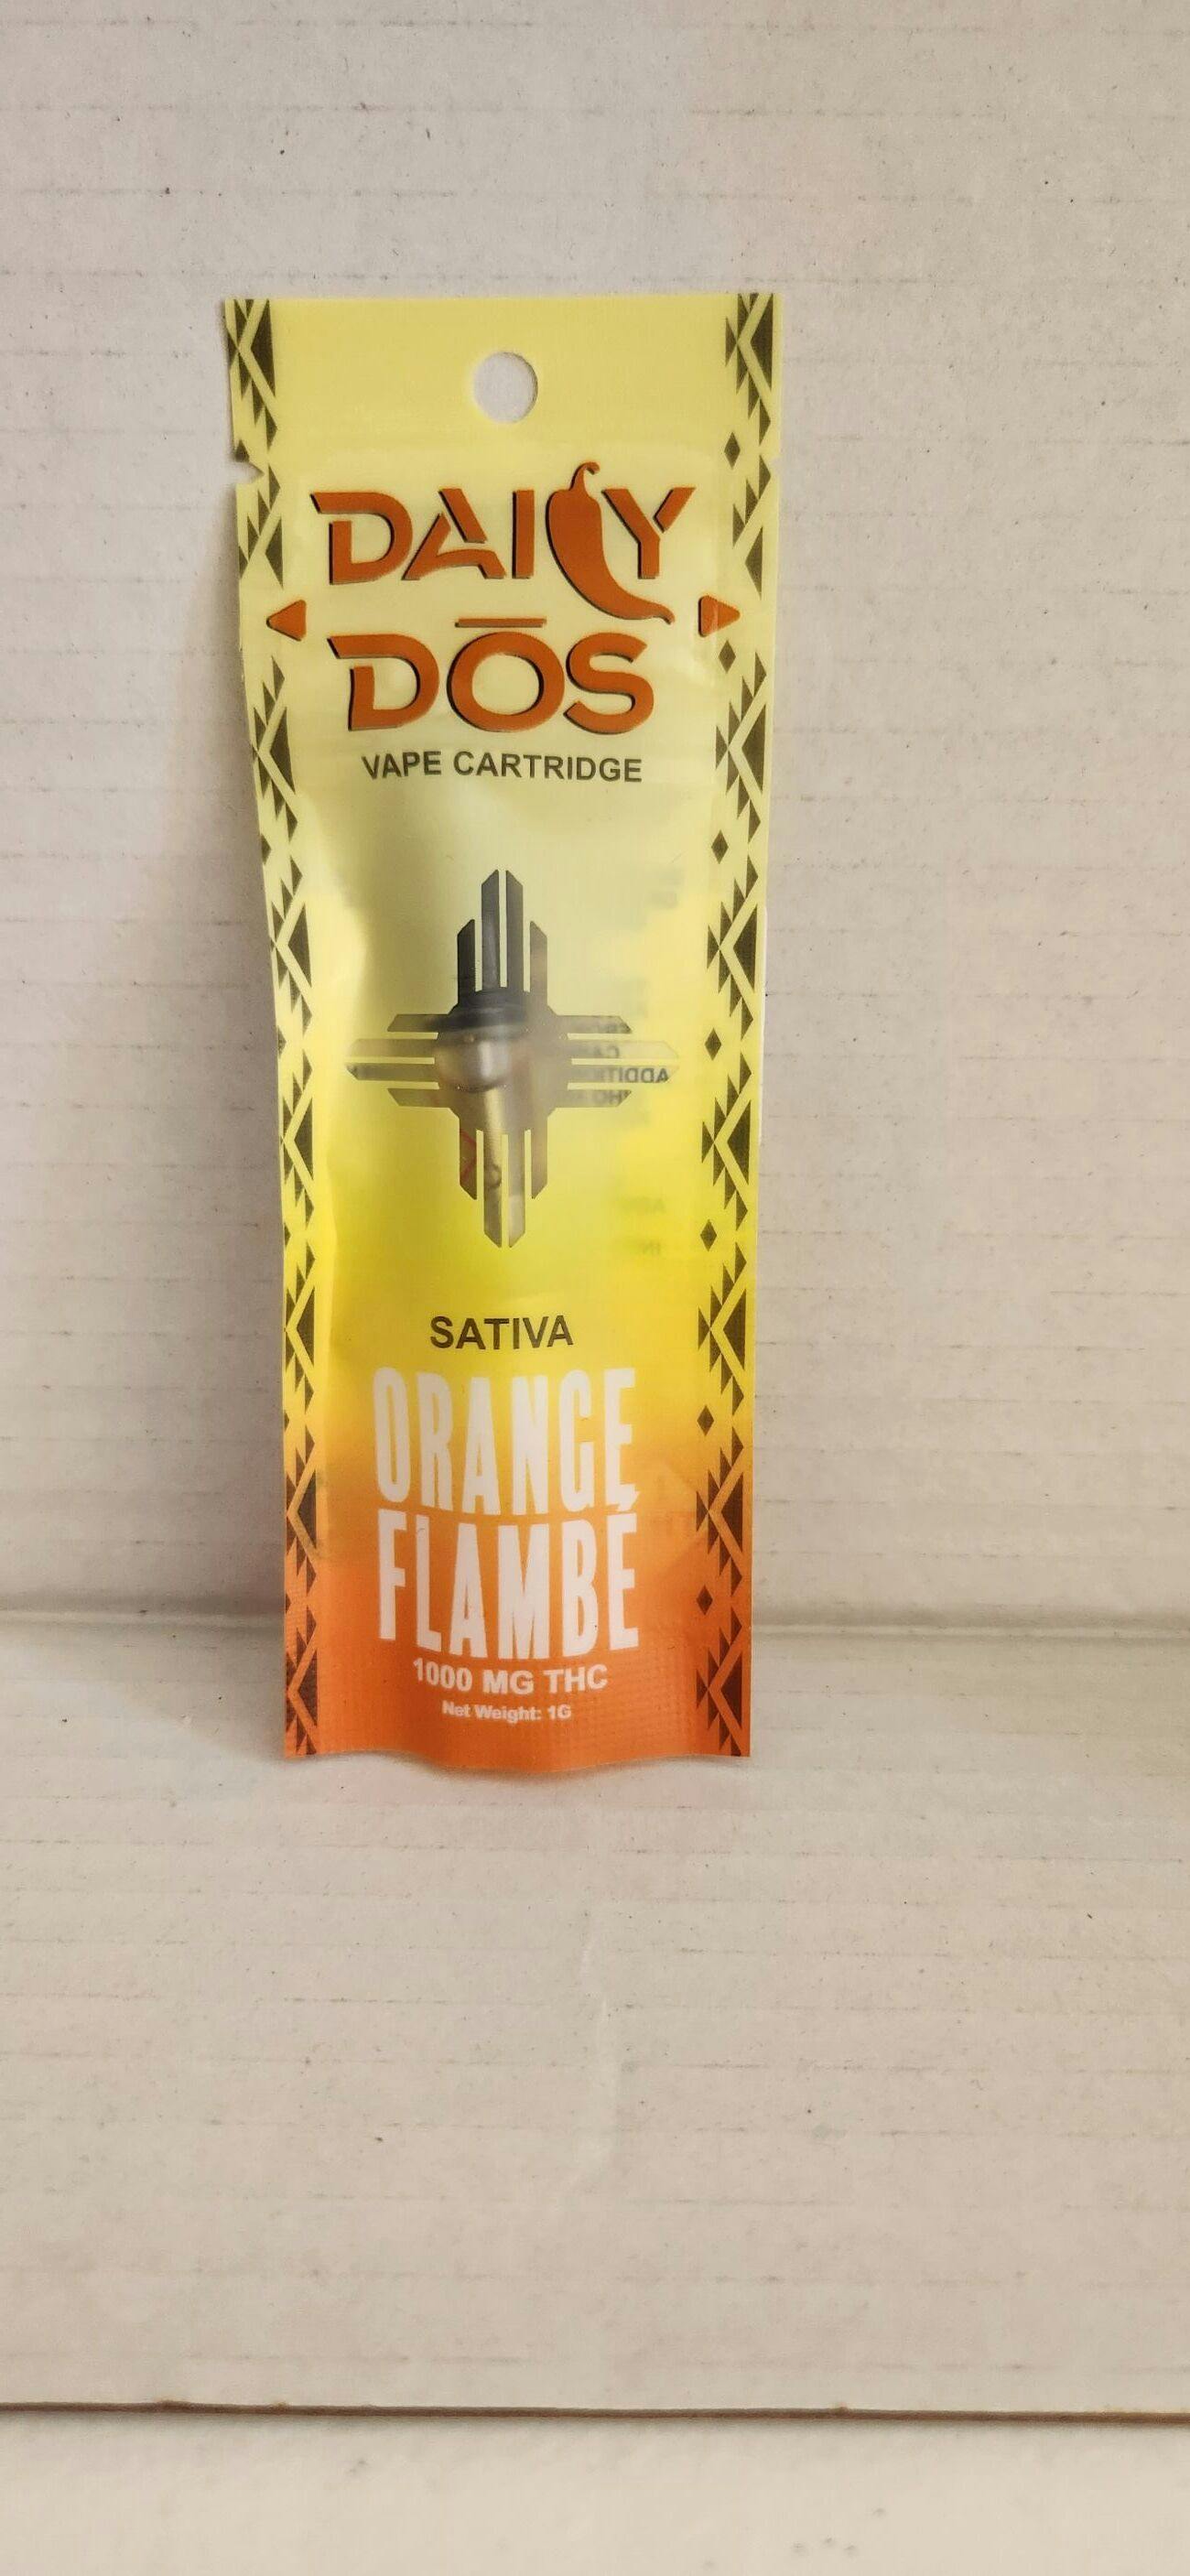 DAILY
DŌS
VAPE CARTRIDGE
SATIVA
ORANGE
FLAMBÉ
1000 MG THC
Net Weight: 1G